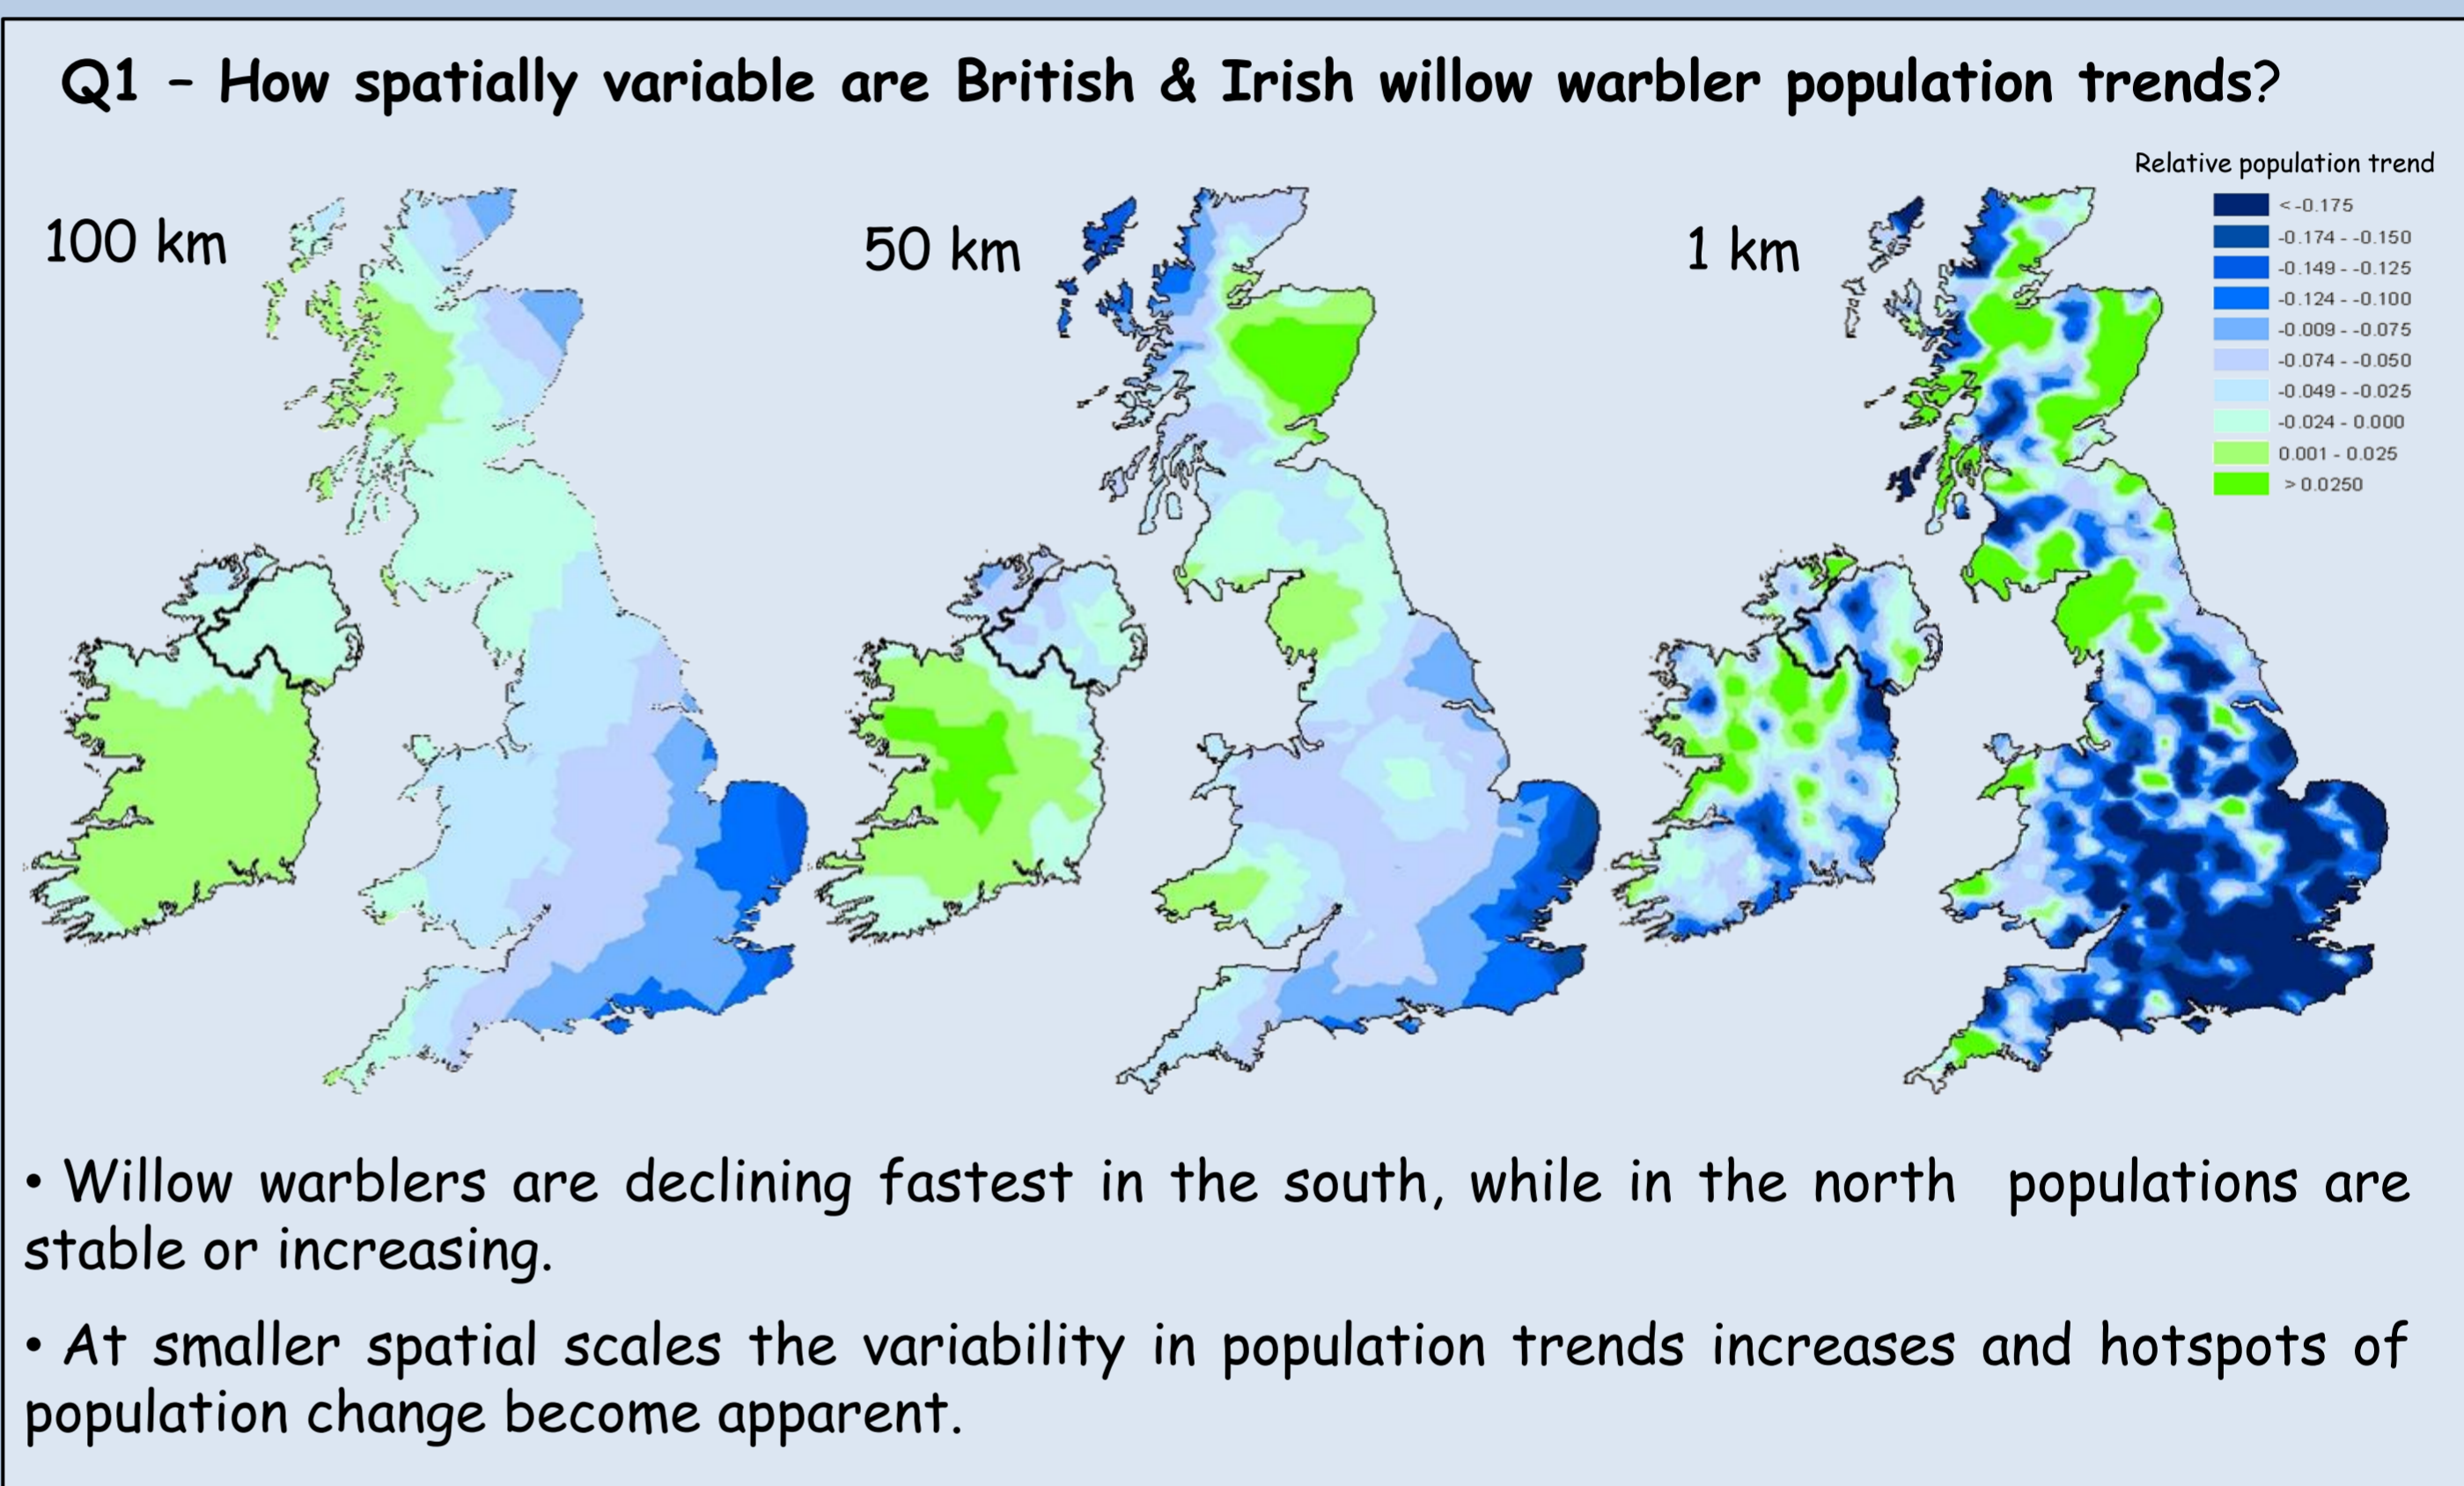 Q1 – How spatially variable are British & Irish willow warbler population trends?
100 km
50 km
1 km
Relative population trend
< -0.175
-0.174 - -0.150
-0.149 - -0.125
-0.124 - -0.100
-0.009 - -0.075
-0.074 - -0.050
-0.049 - -0.025
-0.024 - 0.000
0.001 - 0.025
> 0.0250
• Willow warblers are declining fastest in the south, while in the north populations are
stable or increasing.
• At smaller spatial scales the variability in population trends increases and hotspots of
population change become apparent.